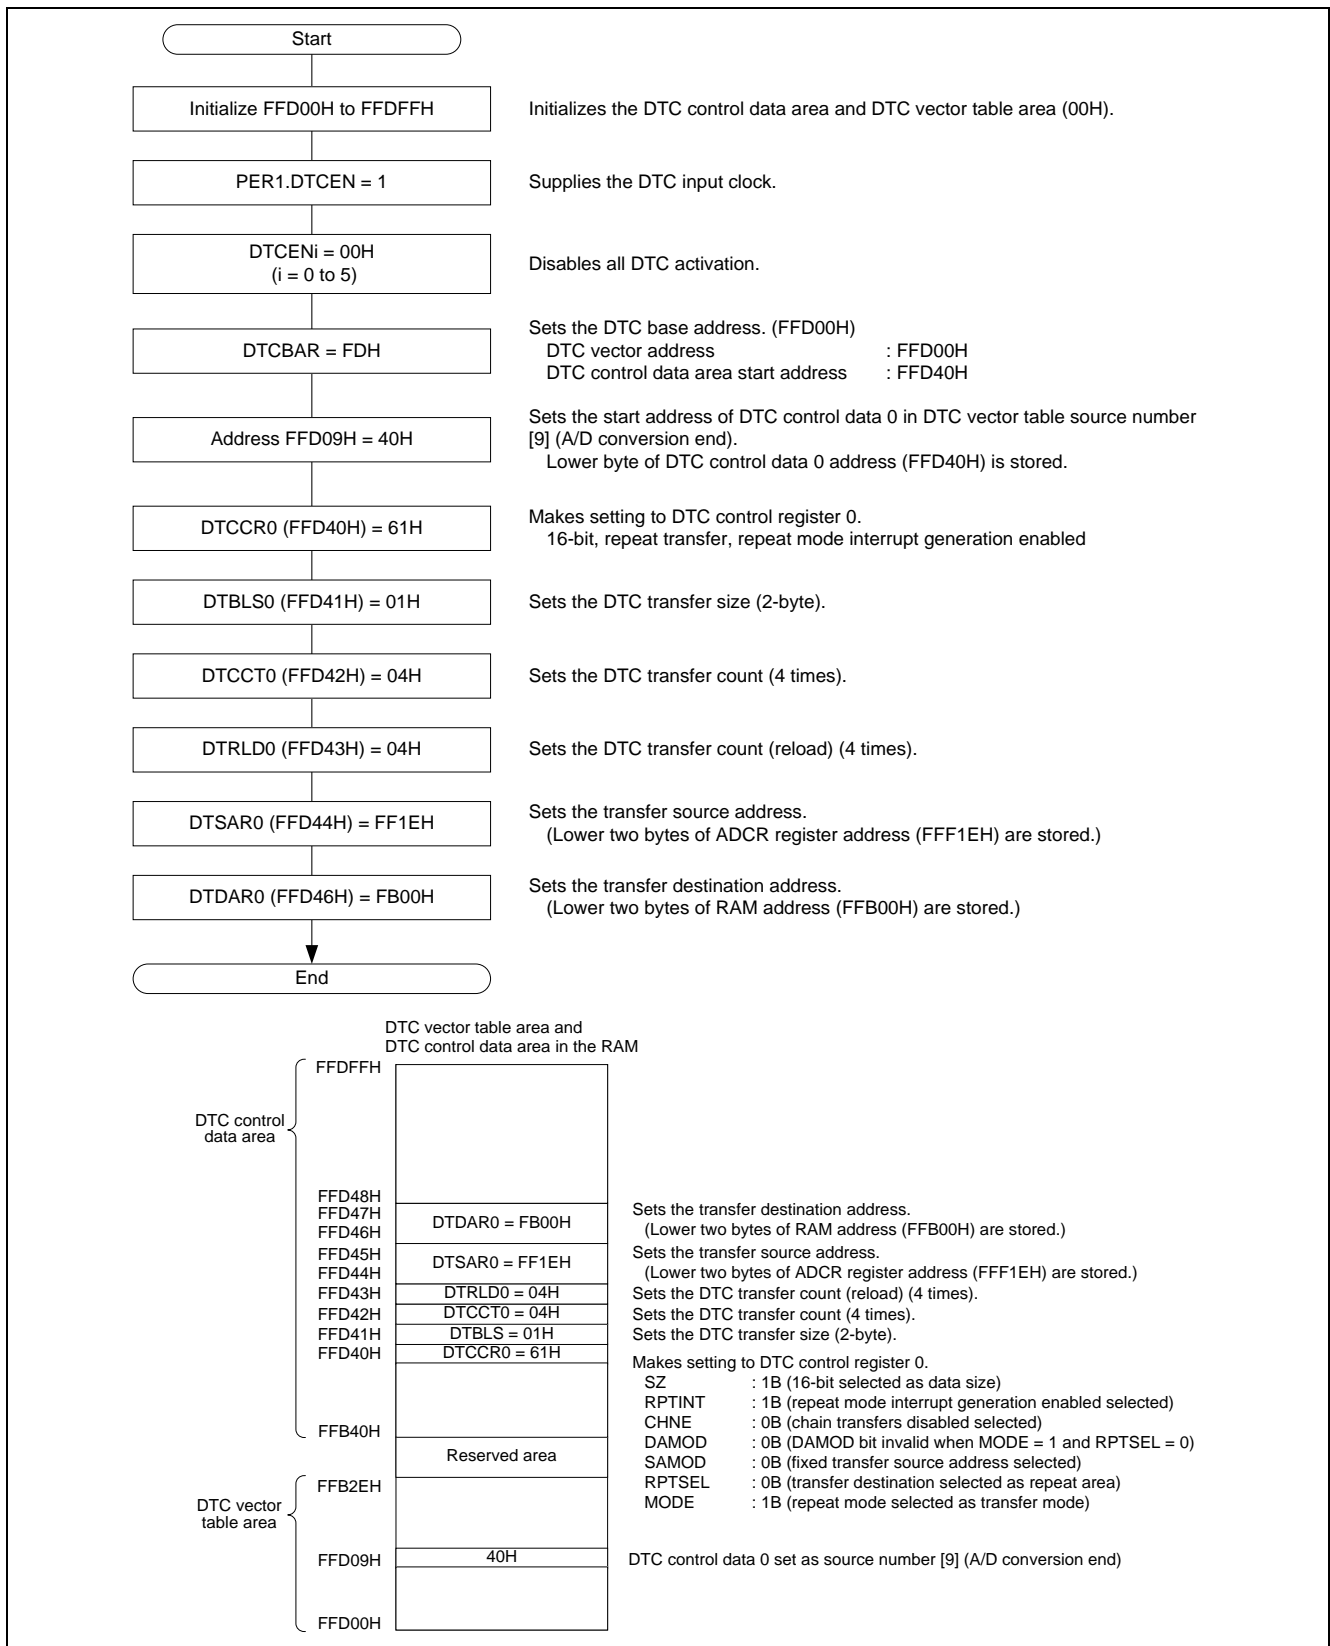 Start
Initialize FFD00H to FFDFFH
Initializes the DTC control data area and DTC vector table area (00H).
PER1.DTCEN = 1
Supplies the DTC input clock.
DTCENi = 00H
(i = 0 to 5)
Disables all DTC activation.
DTCBAR = FDH
Sets the DTC base address. (FFD00H)
DTC vector address : FFD00H
DTC control data area start address : FFD40H
Address FFD09H = 40H
Sets the start address of DTC control data 0 in DTC vector table source number
[9] (A/D conversion end).
Lower byte of DTC control data 0 address (FFD40H) is stored.
DTCCR0 (FFD40H) = 61H
Makes setting to DTC control register 0.
16-bit, repeat transfer, repeat mode interrupt generation enabled
DTBLS0 (FFD41H) = 01H
Sets the DTC transfer size (2-byte).
DTCCT0 (FFD42H) = 04H
Sets the DTC transfer count (4 times).
DTRLD0 (FFD43H) = 04H
Sets the DTC transfer count (reload) (4 times).
DTSAR0 (FFD44H) = FF1EH
Sets the transfer source address.
(Lower two bytes of ADCR register address (FFF1EH) are stored.)
DTDAR0 (FFD46H) = FB00H
Sets the transfer destination address.
(Lower two bytes of RAM address (FFB00H) are stored.)
End
DTC vector table area and
DTC control data area in the RAM
FFDFFH
DTC control
data area
FFD48H
FFD47H
FFD46H
DTDAR0 = FB00H
Sets the transfer destination address.
(Lower two bytes of RAM address (FFB00H) are stored.)
FFD45H
FFD44H
DTSAR0 = FF1EH
Sets the transfer source address.
(Lower two bytes of ADCR register address (FFF1EH) are stored.)
FFD43H DTRLD0 = 04H Sets the DTC transfer count (reload) (4 times).
FFD42H DTCCT0 = 04H Sets the DTC transfer count (4 times).
FFD41H DTBLS = 01H Sets the DTC transfer size (2-byte).
FFD40H DTCCR0 = 61H
Makes setting to DTC control register 0.
SZ : 1B (16-bit selected as data size)
RPTINT : 1B (repeat mode interrupt generation enabled selected)
CHNE : 0B (chain transfers disabled selected)
DAMOD : 0B (DAMOD bit invalid when MODE = 1 and RPTSEL = 0)
SAMOD : 0B (fixed transfer source address selected)
RPTSEL : 0B (transfer destination selected as repeat area)
MODE : 1B (repeat mode selected as transfer mode)
FFB40H
Reserved area
FFB2EH
DTC vector
table area
FFD09H 40H DTC control data 0 set as source number [9] (A/D conversion end)
FFD00H